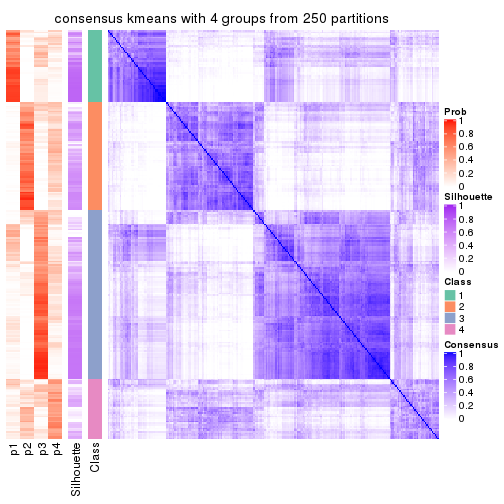 consensus kmeans with 4 groups from 250 partitions
Prob
1
0.8
0.6
0.4
0.2
0
Silhouette
1
0.8
0.6
0.4
0.2
0
Class
1
2
3
4
Consensus
1
0.8
0.6
0.4
0.2
0
p1
p2
p3
p4
Silhouette
Class